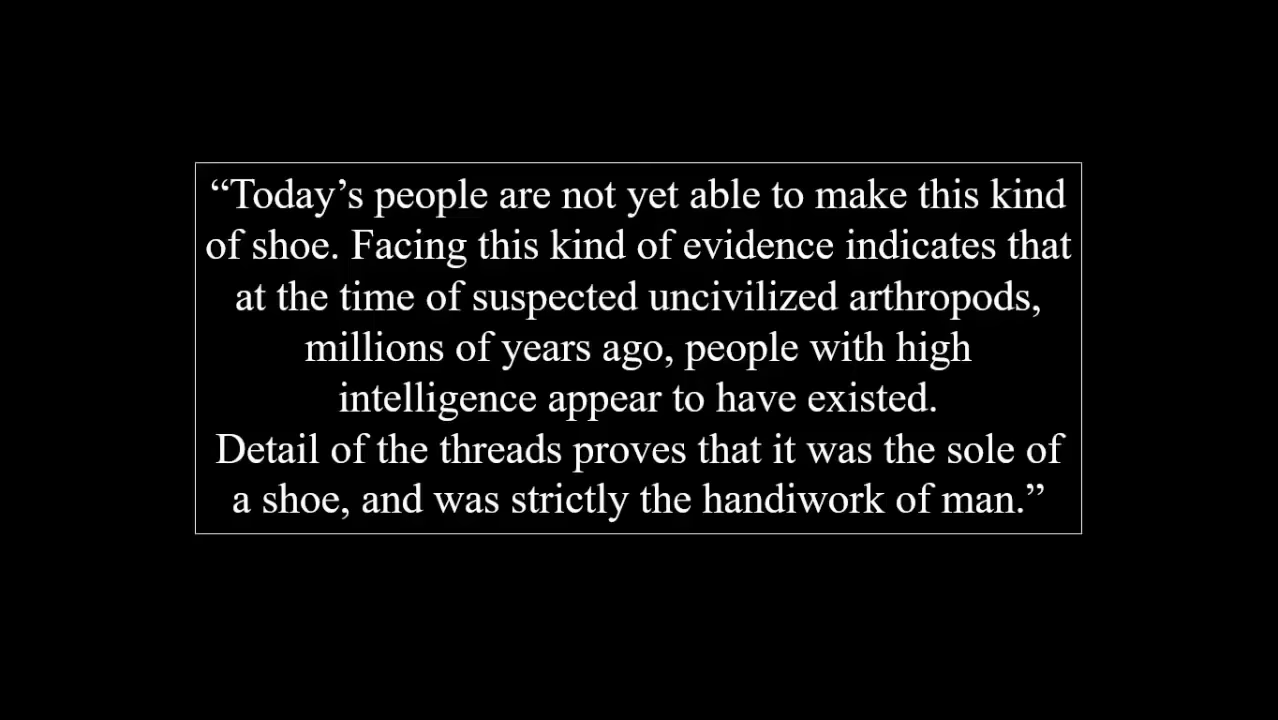 “Today’s people are not yet able to make this kind
of shoe. Facing this kind of evidence indicates that
at the time of suspected uncivilized arthropods,
millions of years ago, people with high
intelligence appear to have existed.
Detail of the threads proves that it was the sole of
a shoe, and was strictly the handiwork of man.”